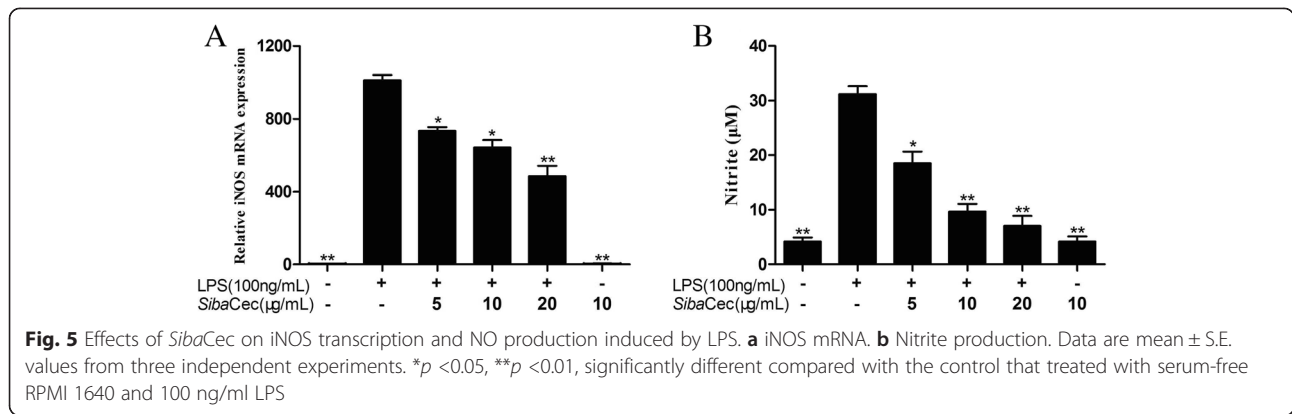 A
B
1200
800
400
0
Relative iNOS mRNA expression
**
*
*
**
**
40
30
20
10
0
Nitrite (μM)
**
*
**
**
**
LPS(100ng/mL) - + + + + -
SibaCec(μg/mL) - - 5 10 20 10
LPS(100ng/mL) - + + + + -
SibaCec(μg/mL) - - 5 10 20 10
Fig. 5 Effects of SibaCec on iNOS transcription and NO production induced by LPS. a iNOS mRNA. b Nitrite production. Data are mean ± S.E.
values from three independent experiments. *p <0.05, **p <0.01, significantly different compared with the control that treated with serum-free
RPMI 1640 and 100 ng/ml LPS